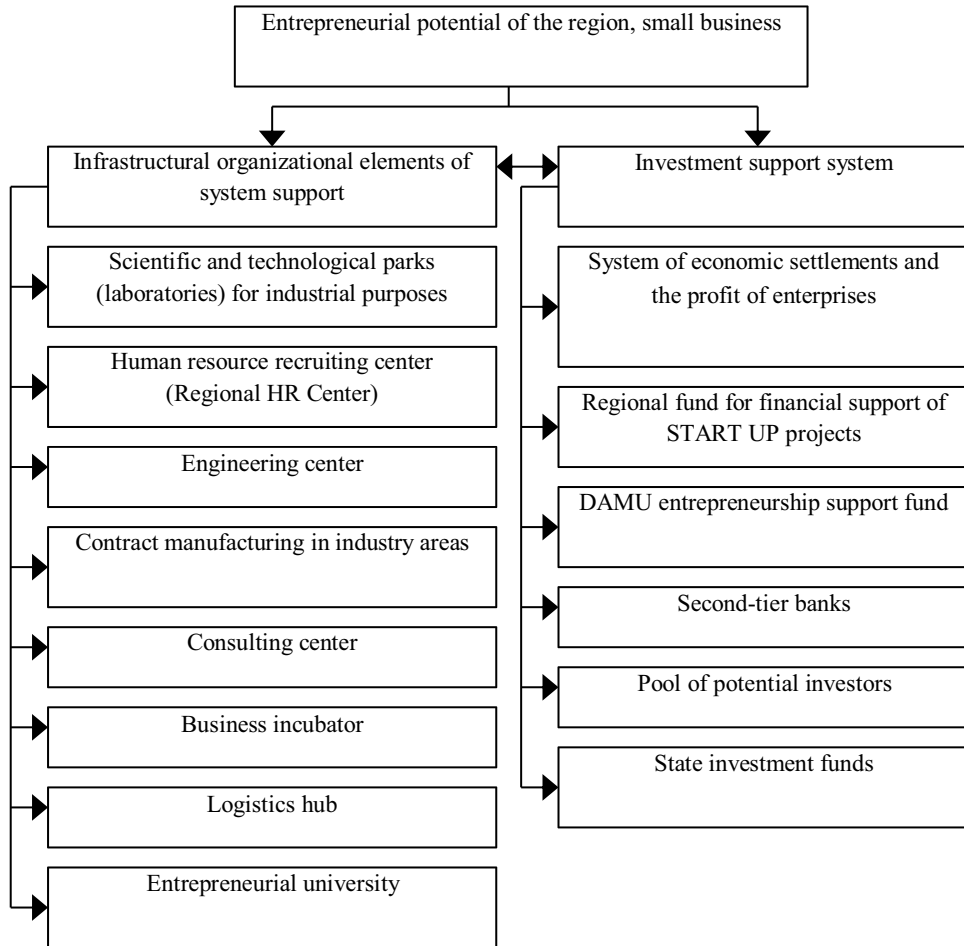 Entrepreneurial potential of the region, small business
Infrastructural organizational elements of
system support
Scientific and technological parks
(laboratories) for industrial purposes
Human resource recruiting center
(Regional HR Center)
Engineering center
Contract manufacturing in industry areas
Consulting center
Business incubator
Logistics hub
Entrepreneurial university
Investment support system
System of economic settlements and
the profit of enterprises
Regional fund for financial support of
START UP projects
DAMU entrepreneurship support fund
Second-tier banks
Pool of potential investors
State investment funds